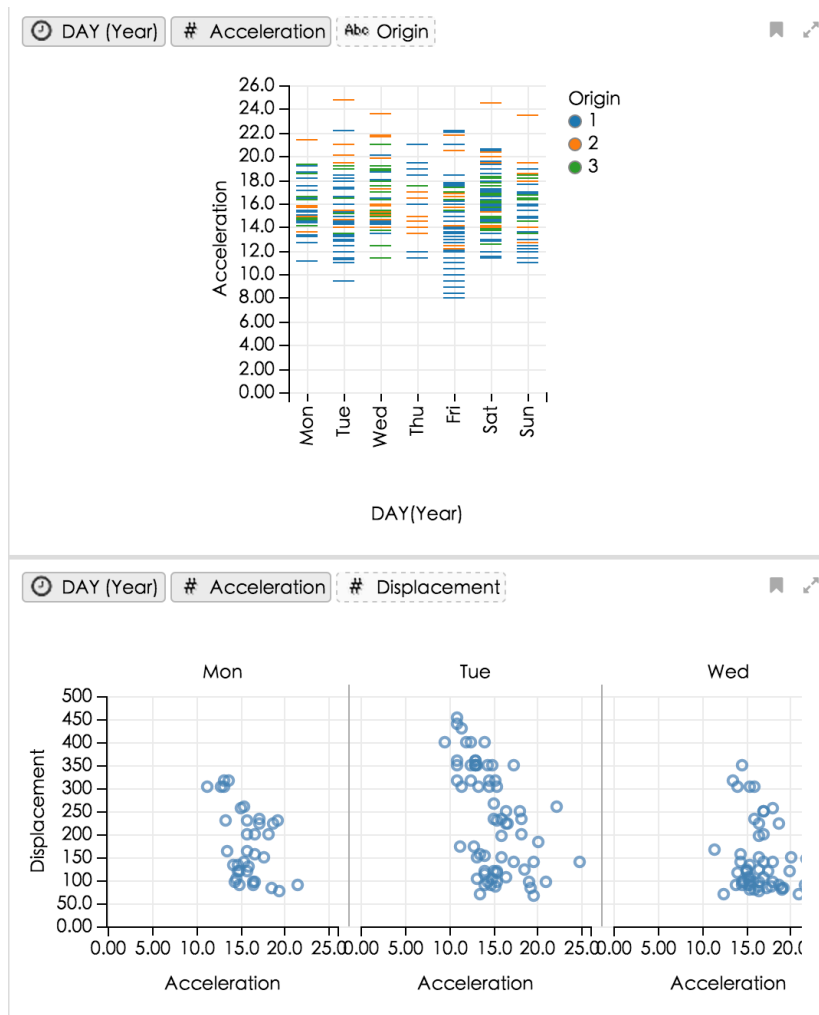 DAY (Year) # Acceleration Abc Origin
26.0
24.0
22.0
20.0
18.0
16.0
14.0
12.0
10.0
8.00
6.00
4.00
2.00
0.00
Acceleration
Mon Tue Wed Thu Fri Sat Sun
DAY(Year)
Origin
1
2
3
DAY (Year) # Acceleration # Displacement
Mon Tue Wed
500
450
400
350
300
250
200
150
100
50.0
0.00
Displacement
0.00 5.00 10.0 15.0 20.0 25.0 0.00 5.00 10.0 15.0 20.0 25.0 0.00 5.00 10.0 15.0 20.0
Acceleration Acceleration Acceleration